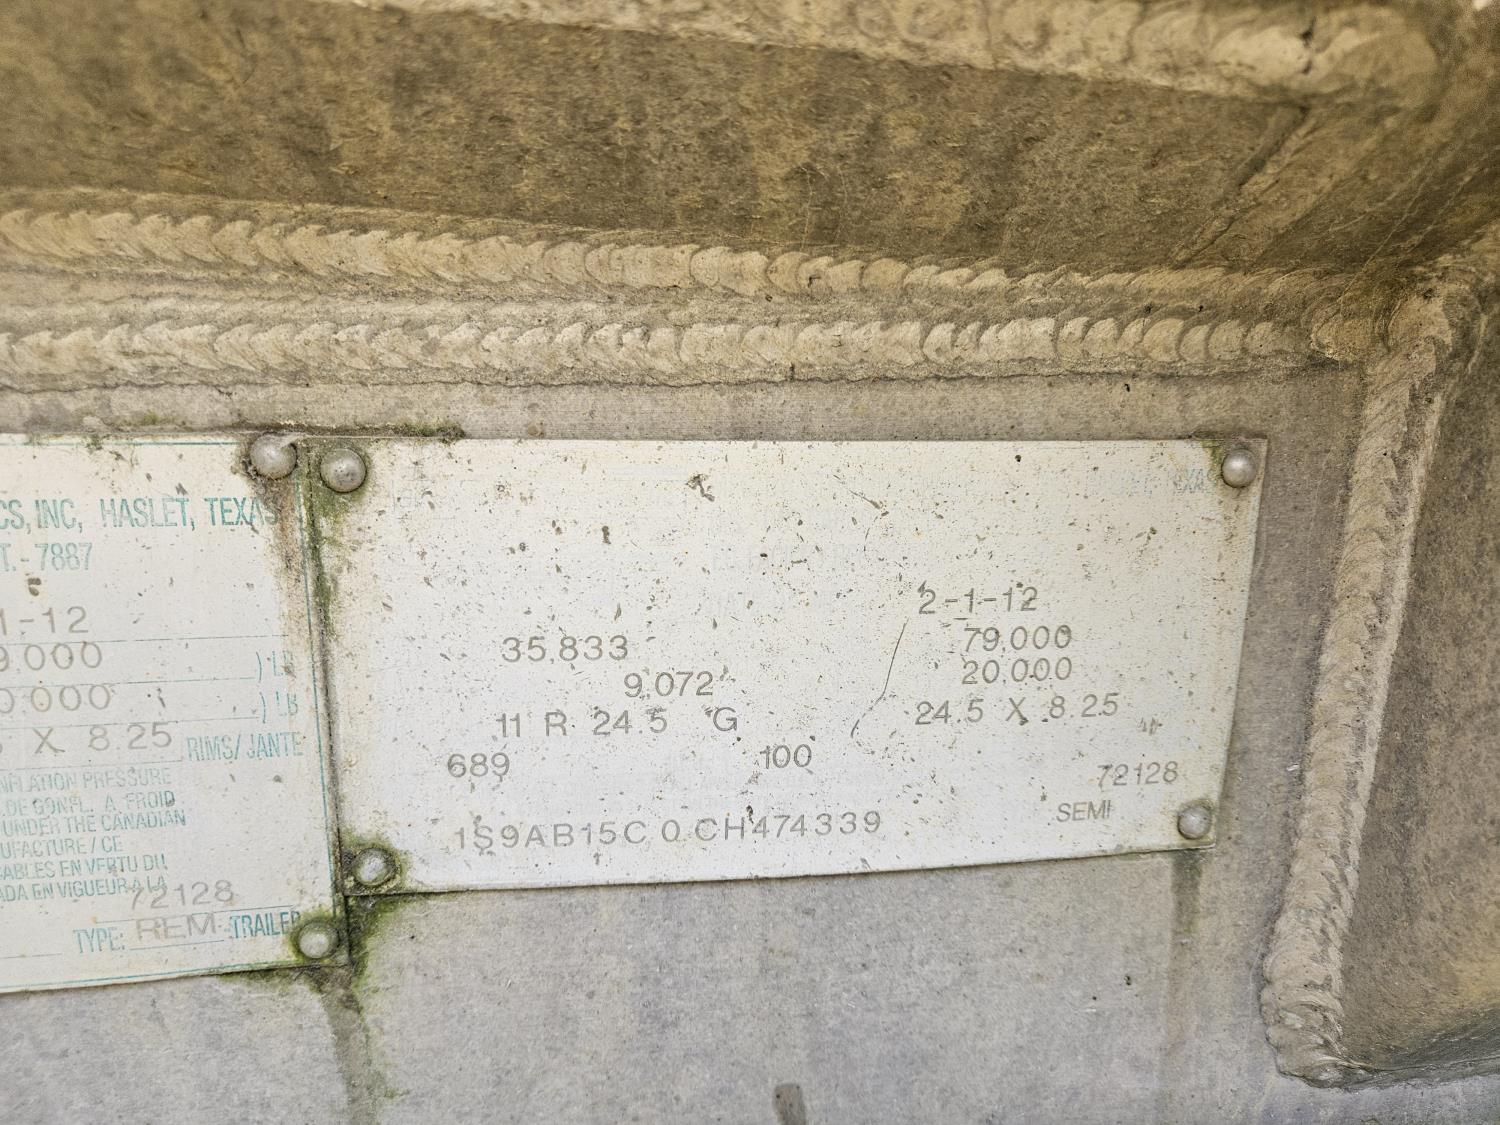 CS, INC, HASLET, TEXAS
T.- 7887
1-12
9,000 ) LB
0,000 ) LB
X 8.25 RIMS/JANTE
INFLATION PRESSURE
DE GONFL. A FROID
UNDER THE CANADIAN
UFACTURE / CE
CABLES EN VERTU DU
ADA EN VIGUEUR A LA
72128
TYPE: REM-TRAILER
TEXAS
2-1-12
35,833 79,000
9,072 20,000
11 R 24.5 G 24.5 X 8.25
689 100 72128
SEMI
1S9AB15C 0 CH474339